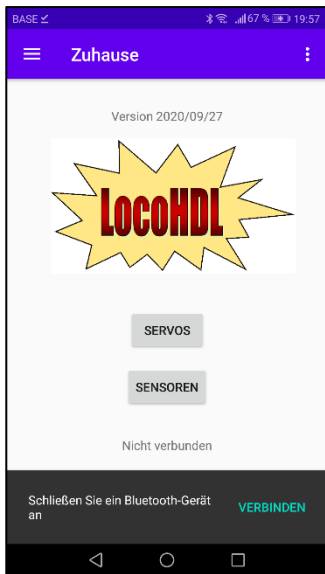 BASE 67 % 19:57
Zuhause
Version 2020/09/27
LOCOHDL
SERVOS
SENSOREN
Nicht verbunden
Schließen Sie ein Bluetooth-Gerät
an
VERBINDEN